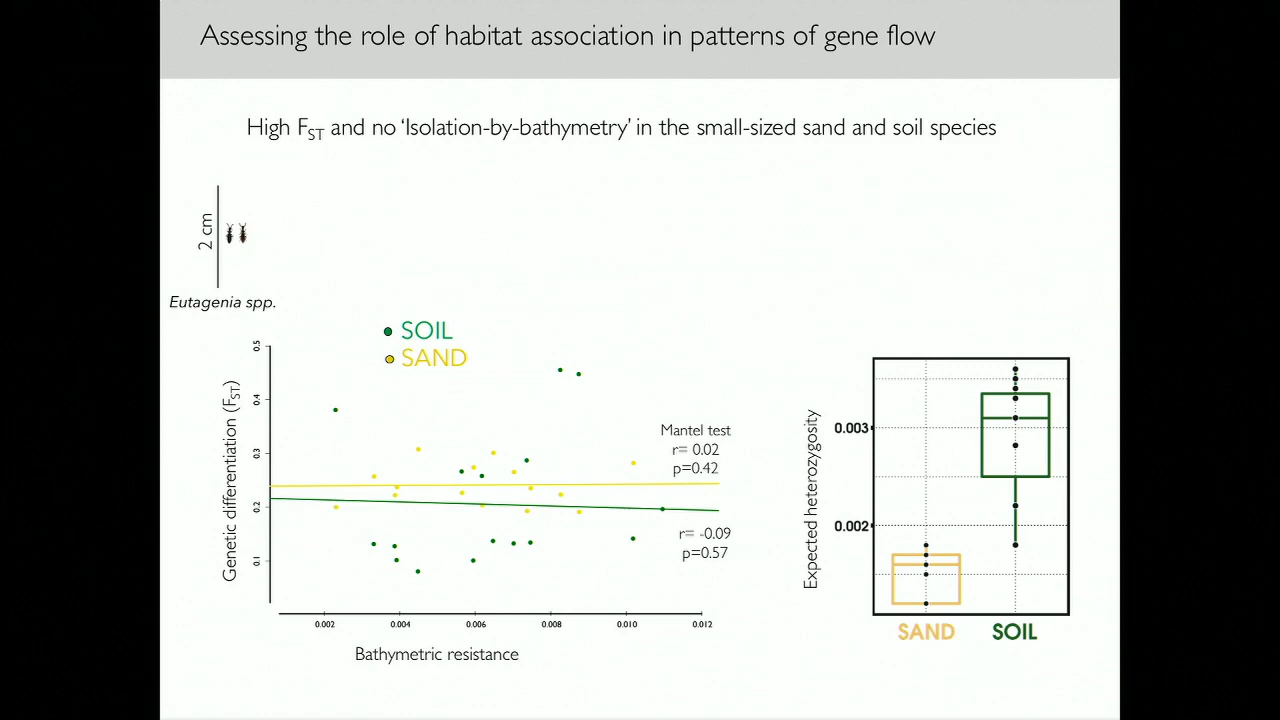 Assessing the role of habitat association in patterns of gene flow
High FST and no ‘Isolation-by-bathymetry’ in the small-sized sand and soil species
2 cm
Eutagenia spp.
SOIL
SAND
Genetic differentiation (FST)
0.5
0.4
0.3
0.2
0.1
Mantel test
r= 0.02
p=0.42
r= -0.09
p=0.57
0.002 0.004 0.006 0.008 0.010 0.012
Bathymetric resistance
Expected heterozygosity
0.003
0.002
SAND SOIL